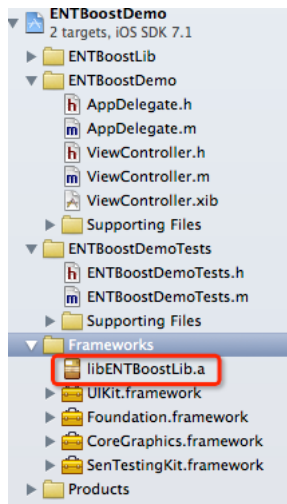 ENTBoostDemo
2 targets, iOS SDK 7.1
ENTBoostLib
ENTBoostDemo
h AppDelegate.h
m AppDelegate.m
h ViewController.h
m ViewController.m
ViewController.xib
Supporting Files
ENTBoostDemoTests
h ENTBoostDemoTests.h
m ENTBoostDemoTests.m
Supporting Files
Frameworks
libENTBoostLib.a
UIKit.framework
Foundation.framework
CoreGraphics.framework
SenTestingKit.framework
Products